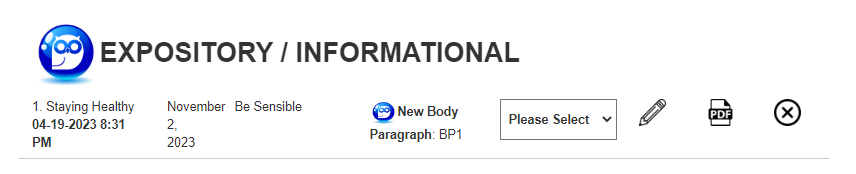 EXPOSITORY / INFORMATIONAL
1. Staying Healthy
04-19-2023 8:31
PM
November
2,
2023
Be Sensible
New Body
Paragraph: BP1
Please Select
PDF